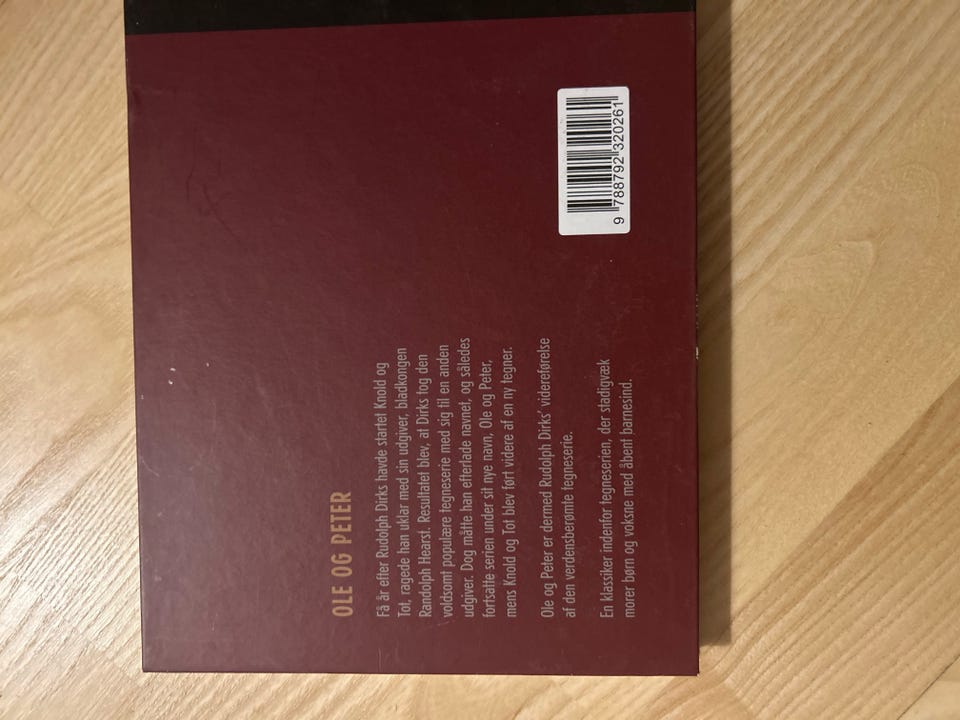 OLE OG PETER
Få år efter Rudolph Dirks havde startet Knold og
Tot, ragede han uklar med sin udgiver, bladkongen
Randolph Hearst. Resultatet blev, at Dirks tog den
voldsomt populære tegneserie med sig til en anden
udgiver. Dog måtte han efterlade navnet, og således
fortsatte serien under sit nye navn, Ole og Peter,
mens Knold og Tot blev ført videre af en ny tegner.
Ole og Peter er dermed Rudolph Dirks' videreførelse
af den verdensberømte tegneserie.
En klassiker indenfor tegneserien, der stadigvæk
morer børn og voksne med åbent barnesind.
9 788792 320261